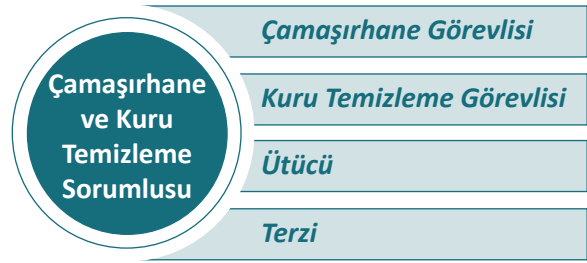 Çamaşırhane
ve Kuru
Temizleme
Sorumlusu
Çamaşırhane Görevlisi
Kuru Temizleme Görevlisi
Ütücü
Terzi